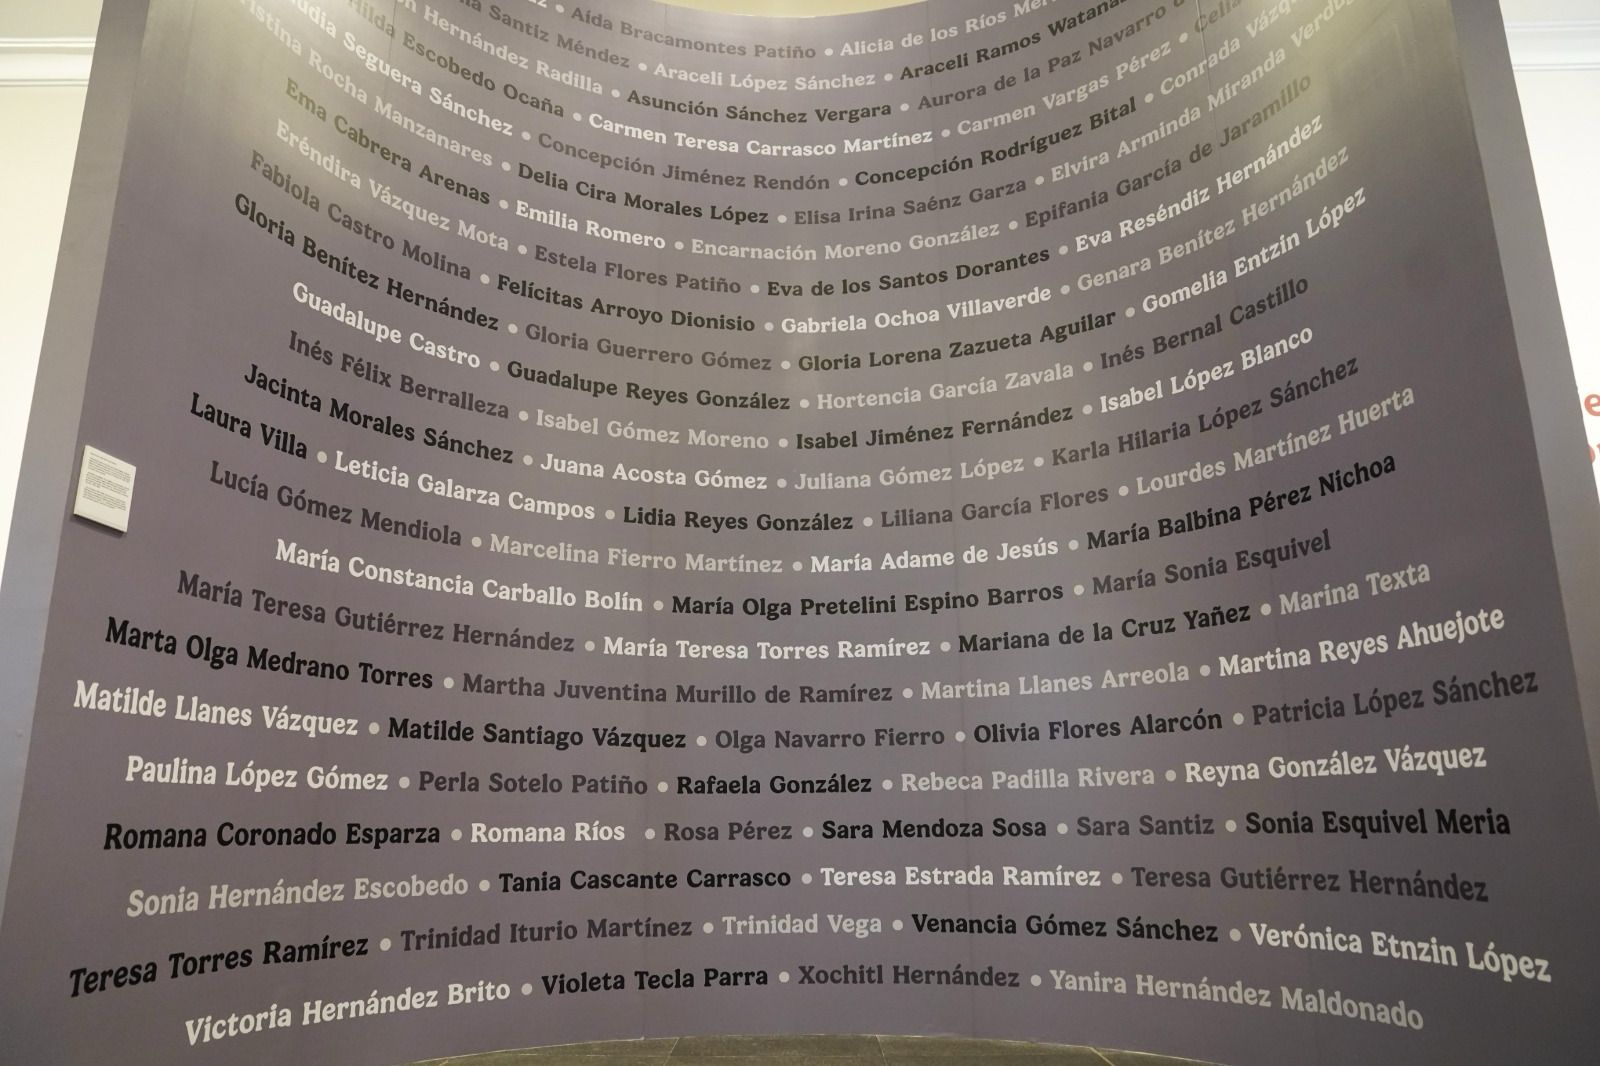 Aída Bracamontes Patiño • Alicia de los Ríos
Santiz Méndez • Araceli López Sánchez • Araceli Ramos
Hernández Radilla • Asunción Sánchez Vergara • Aurora de la Paz Navarro
Hilda Escobedo Ocaña • Carmen Teresa Carrasco Martínez • Carmen Vargas Pérez •
Seguera Sánchez • Concepción Jiménez Rendón • Concepción Rodríguez Bital • Conrada
Rocha Manzanares • Delia Cira Morales López • Elisa Irina Saénz Garza • Elvira Arminda Miranda
Ema Cabrera Arenas • Emilia Romero • Encarnación Moreno González • Epifania García de Jaramillo
Eréndira Vázquez Mota • Estela Flores Patiño • Eva de los Santos Dorantes • Eva Reséndiz Hernández
Fabiola Castro Molina • Felícitas Arroyo Dionisio • Gabriela Ochoa Villaverde • Genara Benítez Hernández
Gloria Benítez Hernández • Gloria Guerrero Gómez • Gloria Lorena Zazueta Aguilar • Gomelia Entzin López
Guadalupe Castro • Guadalupe Reyes González • Hortencia García Zavala • Inés Bernal Castillo
Inés Félix Berralleza • Isabel Gómez Moreno • Isabel Jiménez Fernández • Isabel López Blanco
Jacinta Morales Sánchez • Juana Acosta Gómez • Juliana Gómez López • Karla Hilaria López Sánchez
Laura Villa • Leticia Galarza Campos • Lidia Reyes González • Liliana García Flores • Lourdes Martínez Huerta
Lucía Gómez Mendiola • Marcelina Fierro Martínez • María Adame de Jesús • María Balbina Pérez Nichoa
María Constancia Carballo Bolín • María Olga Pretelini Espino Barros • María Sonia Esquivel
María Teresa Gutiérrez Hernández • María Teresa Torres Ramírez • Mariana de la Cruz Yañez • Marina Texta
Marta Olga Medrano Torres • Martha Juventina Murillo de Ramírez • Martina Llanes Arreola • Martina Reyes Ahuejote
Matilde Llanes Vázquez • Matilde Santiago Vázquez • Olga Navarro Fierro • Olivia Flores Alarcón • Patricia López Sánchez
Paulina López Gómez • Perla Sotelo Patiño • Rafaela González • Rebeca Padilla Rivera • Reyna González Vázquez
Romana Coronado Esparza • Romana Ríos • Rosa Pérez • Sara Mendoza Sosa • Sara Santiz • Sonia Esquivel Meria
Sonia Hernández Escobedo • Tania Cascante Carrasco • Teresa Estrada Ramírez • Teresa Gutiérrez Hernández
Teresa Torres Ramírez • Trinidad Iturio Martínez • Trinidad Vega • Venancia Gómez Sánchez • Verónica Etnzin López
Victoria Hernández Brito • Violeta Tecla Parra • Xochitl Hernández • Yanira Hernández Maldonado